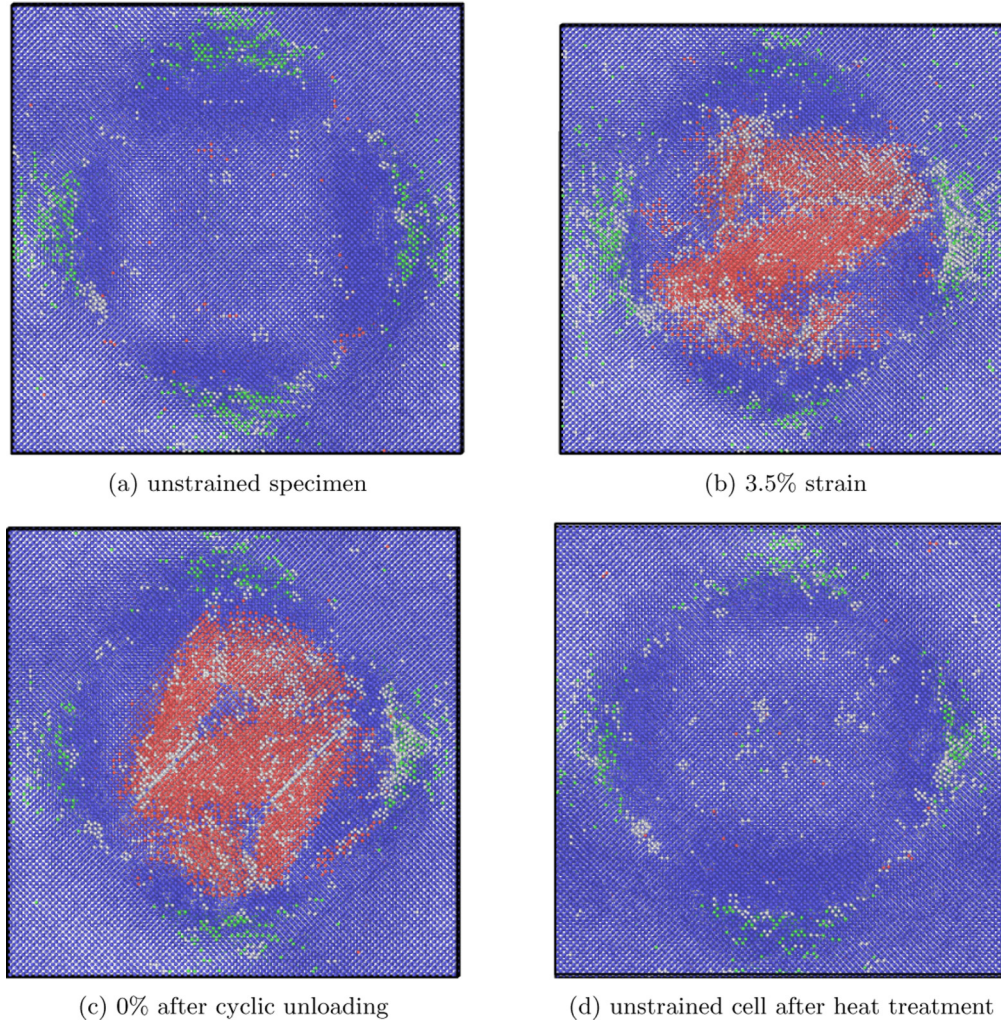 (a) unstrained specimen
(b) 3.5% strain
(c) 0% after cyclic unloading
(d) unstrained cell after heat treatment